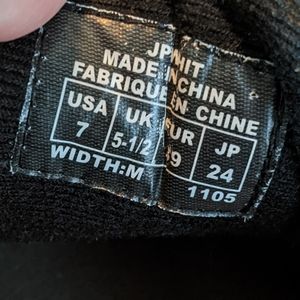 JPNIT
MADE IN CHINA
FABRIQUE EN CHINE
USA UK EUR JP
7 5-1/2 39 24
WIDTH:M 1105